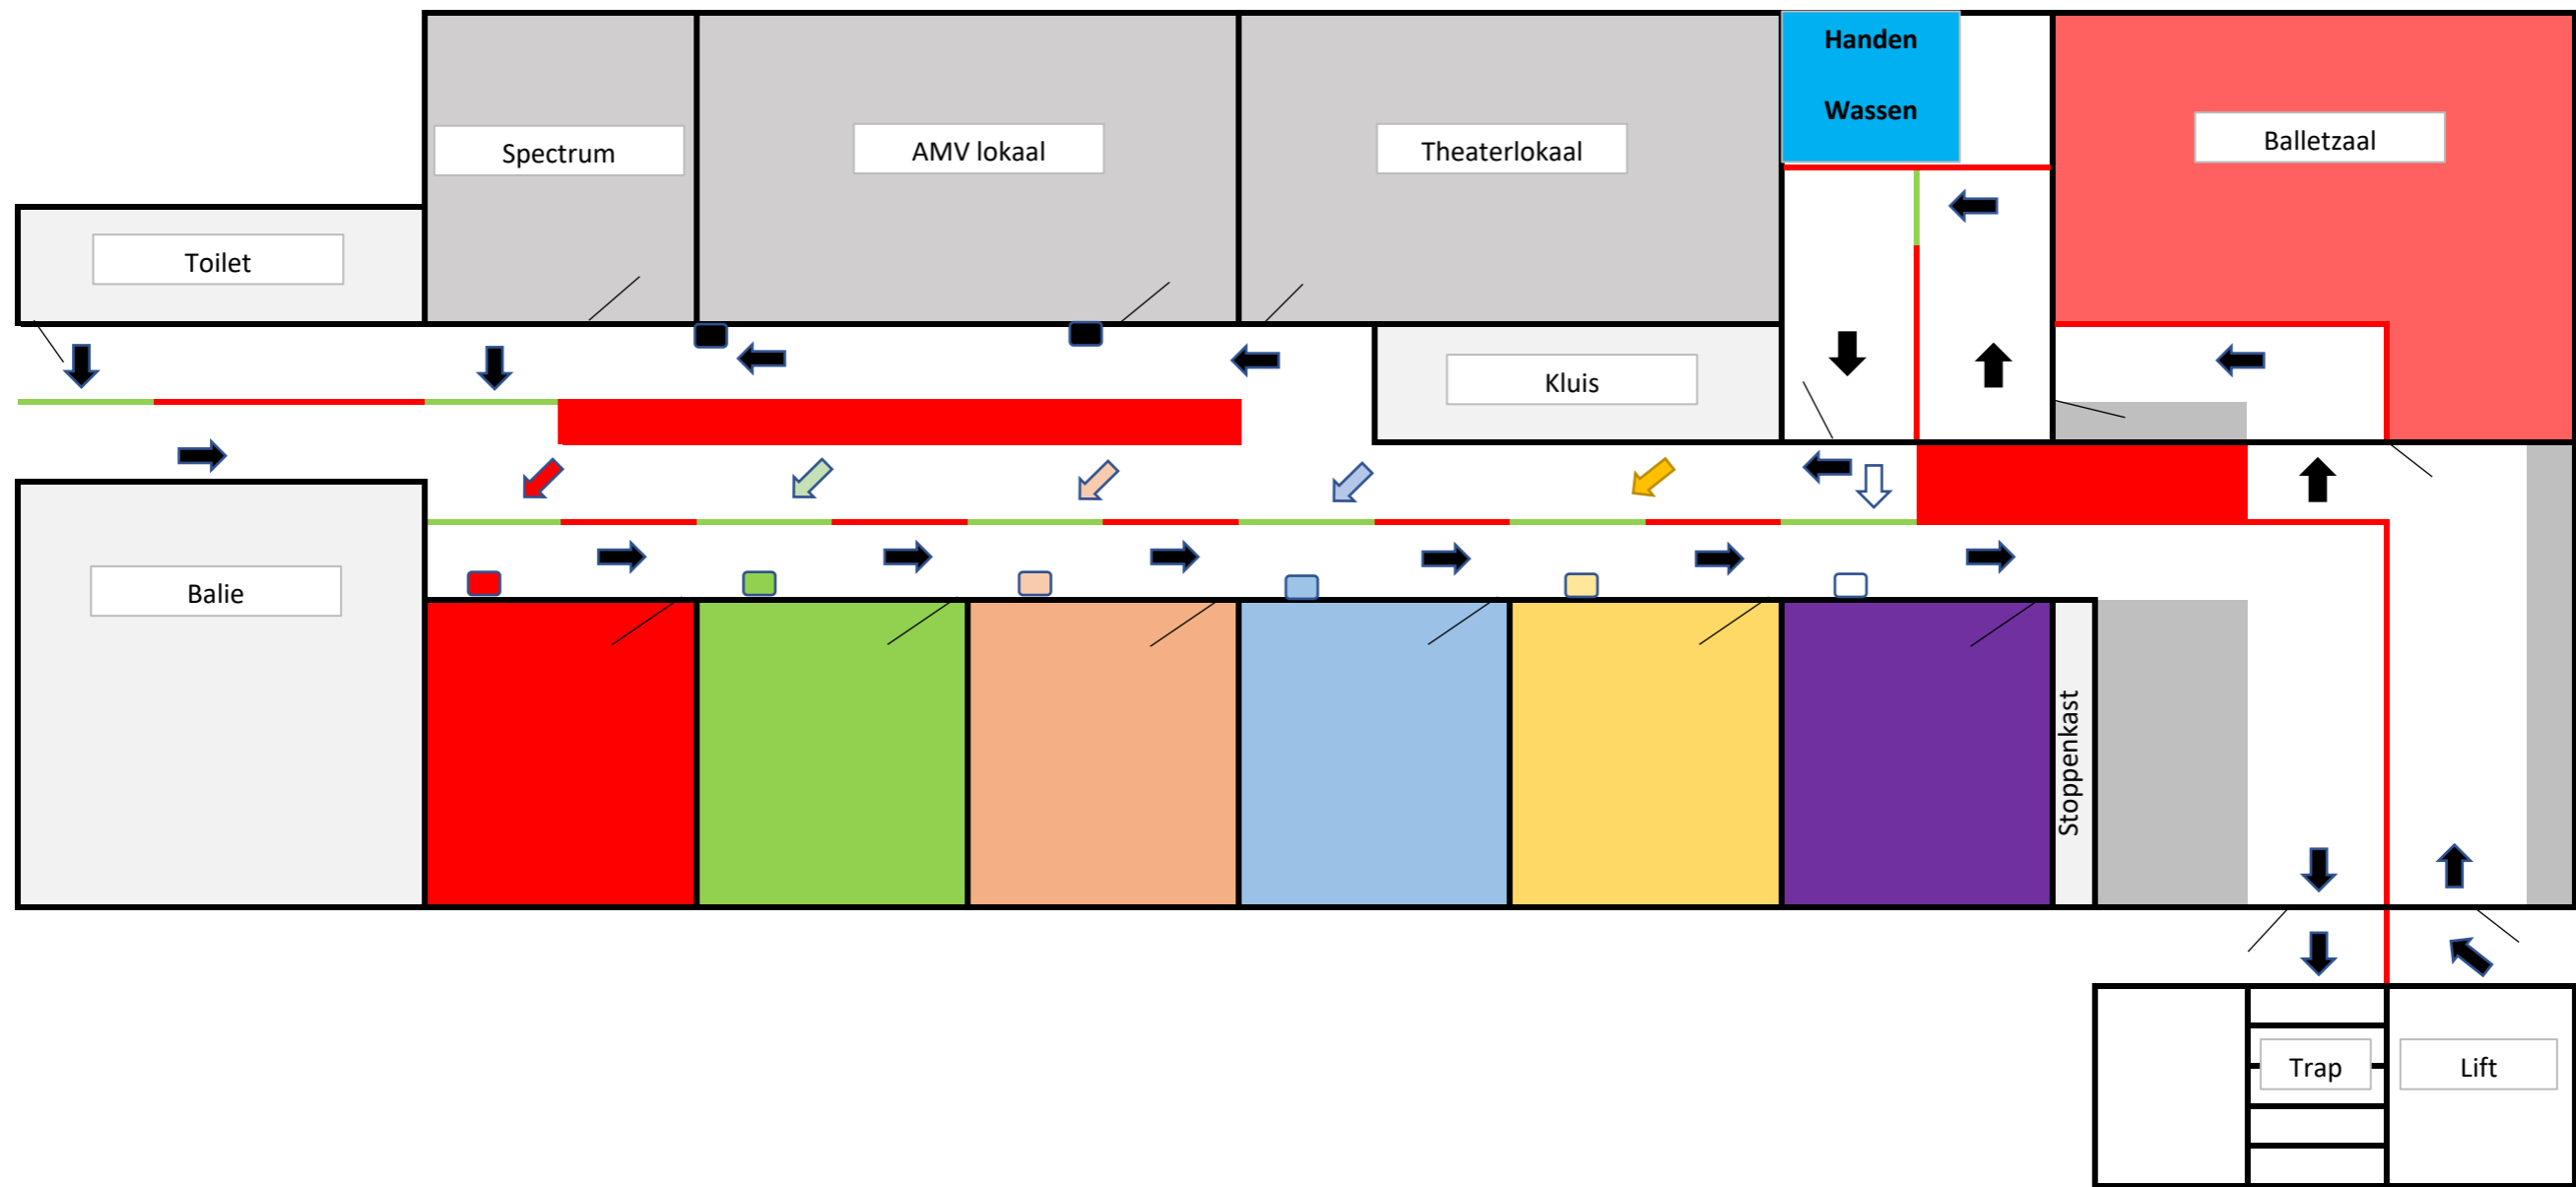 Handen
Wassen
Spectrum
AMV lokaal
Theaterlokaal
Balletzaal
Toilet
Kluis
Balie
Stoppenkast
Trap
Lift